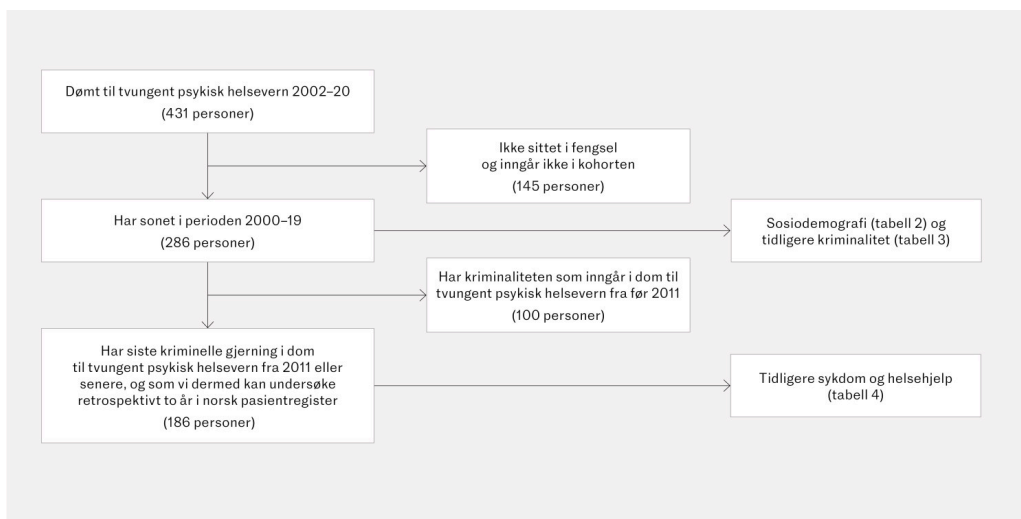 Dømt til tvungent psykisk helsevern 2002–20
(431 personer)
Ikke sittet i fengsel
og inngår ikke i kohorten
(145 personer)
Har sonet i perioden 2000–19
(286 personer)
Sosiodemografi (tabell 2) og
tidligere kriminalitet (tabell 3)
Har kriminaliteten som inngår i dom til
tvungent psykisk helsevern fra før 2011
(100 personer)
Har siste kriminelle gjerning i dom
til tvungent psykisk helsevern fra 2011 eller
senere, og som vi dermed kan undersøke
retrospektivt to år i norsk pasientregister
(186 personer)
Tidligere sykdom og helsehjelp
(tabell 4)